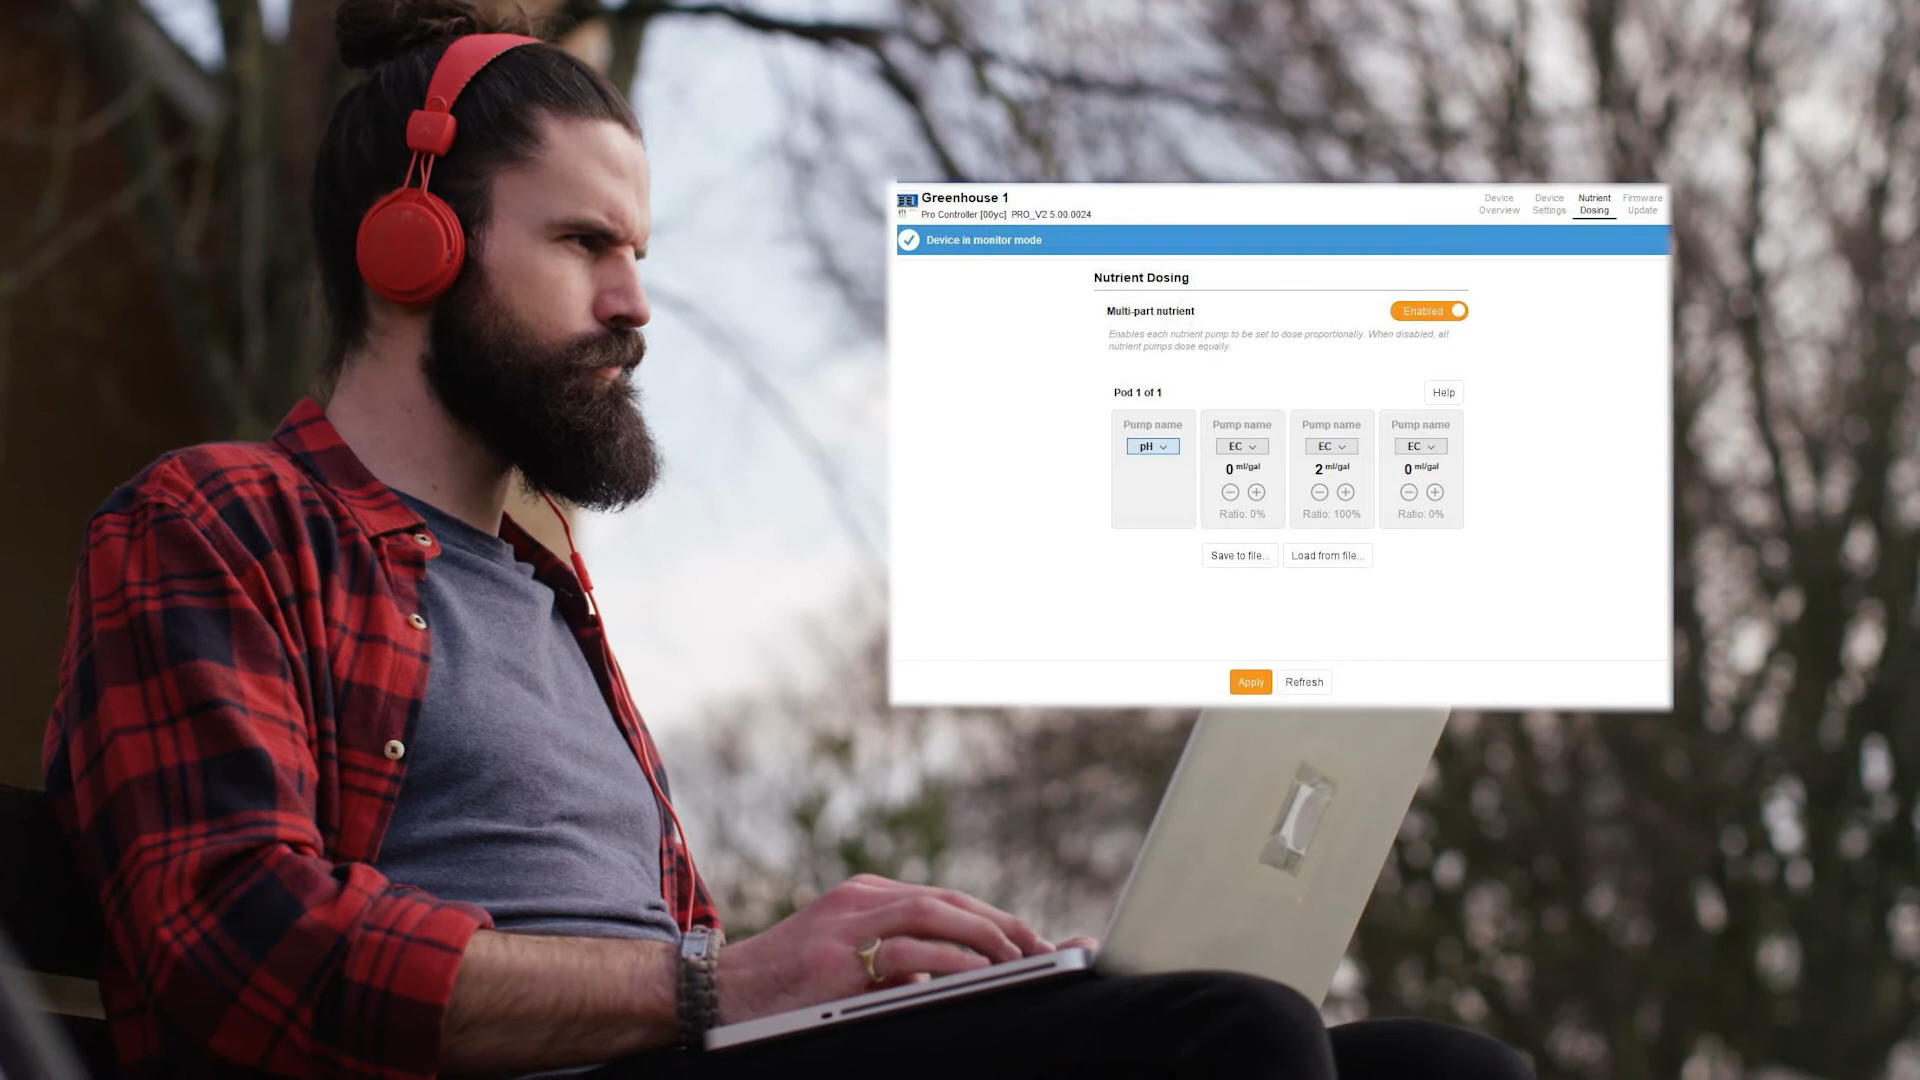 Greenhouse 1
Pro Controller [00yc] PRO_V2 5.00.0024
Device Overview
Device Settings
Nutrient Dosing
Firmware Update
Device in monitor mode
Nutrient Dosing
Multi-part nutrient
Enabled
Enables each nutrient pump to be set to dose proportionally. When disabled, all
nutrient pumps dose equally.
Pod 1 of 1
Help
Pump name Pump name Pump name Pump name
pH EC EC EC
0 ml/gal 2 ml/gal 0 ml/gal
Ratio: 0% Ratio: 100% Ratio: 0%
Save to file... Load from file...
Apply Refresh